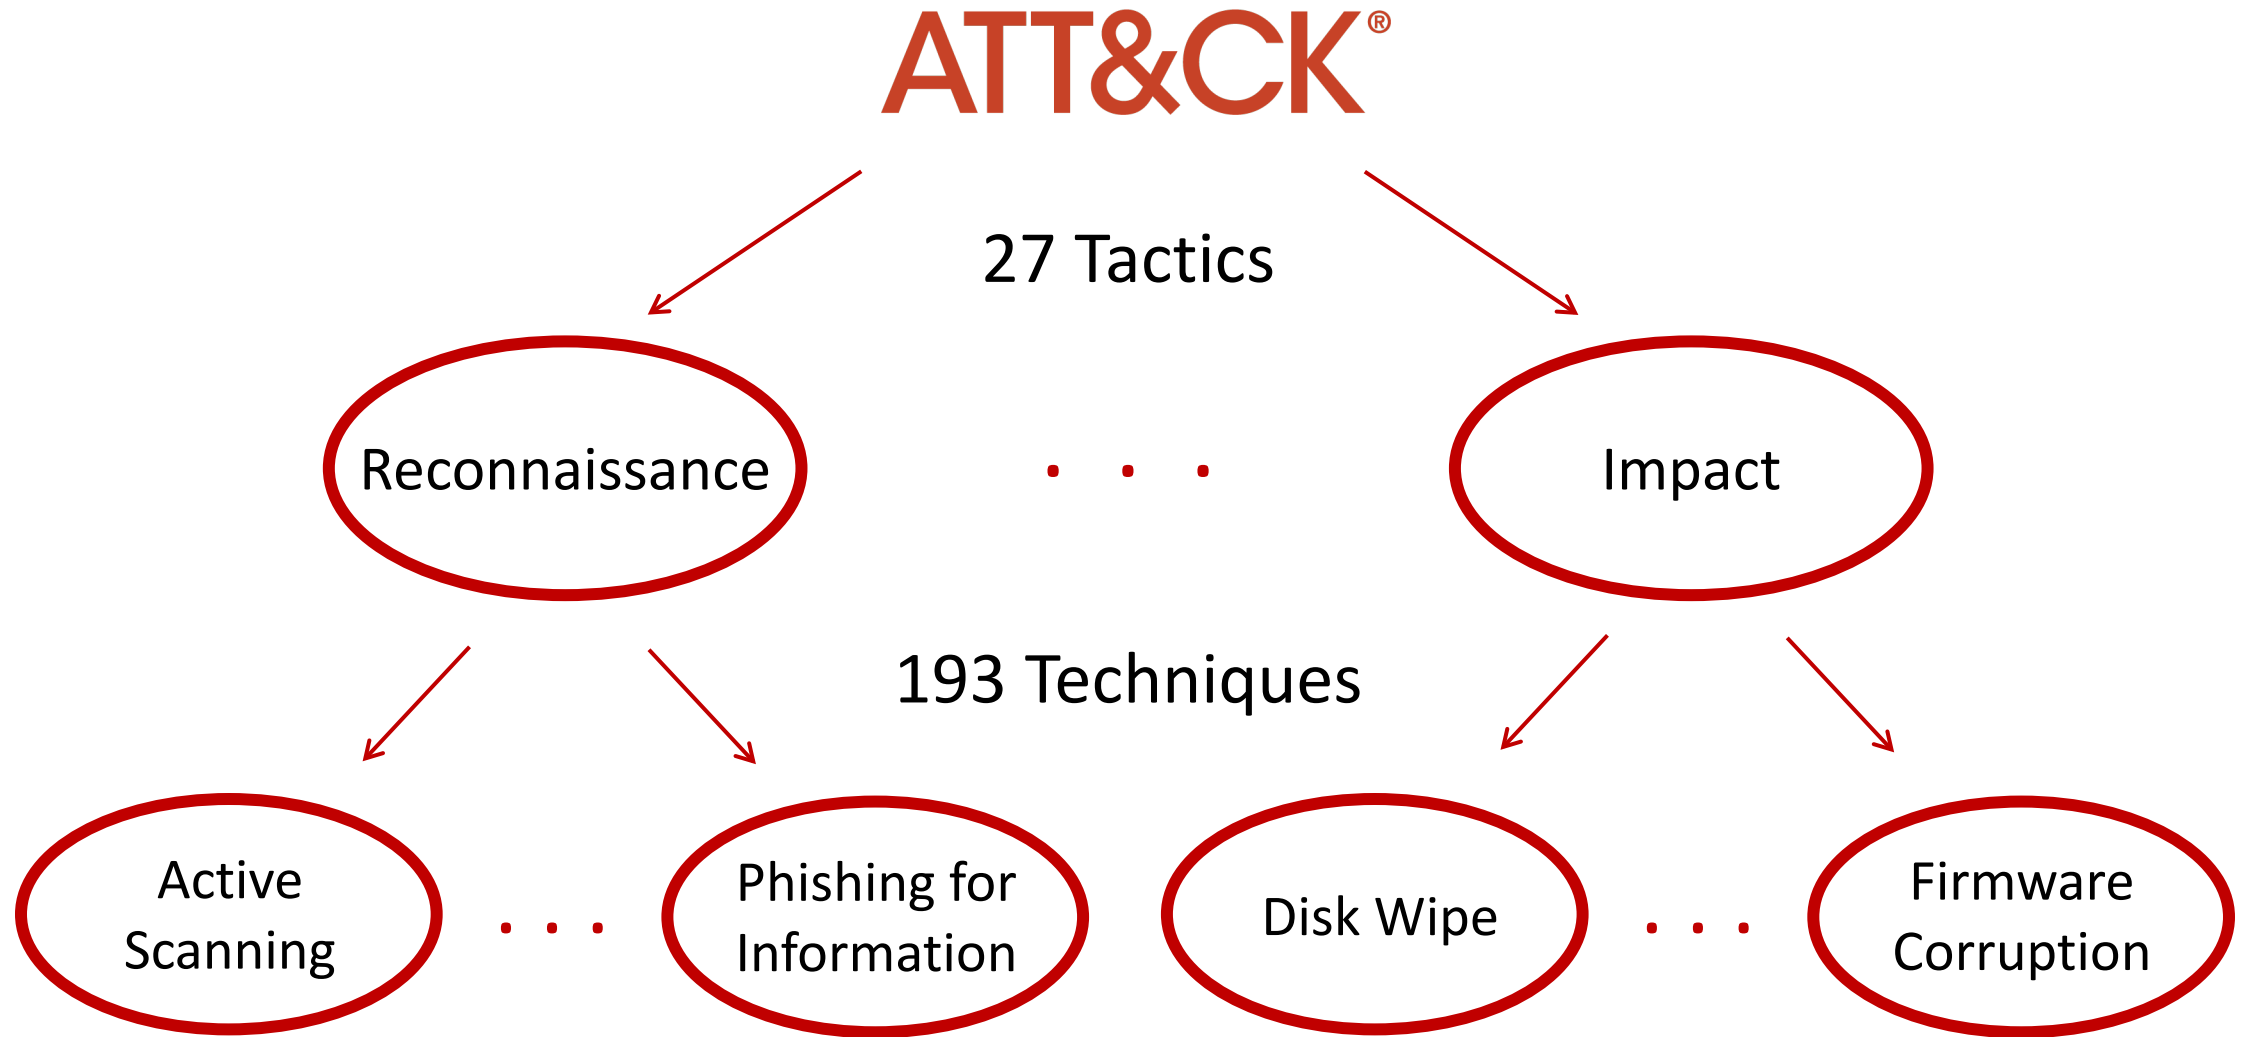 ATT&CK®
27 Tactics
Reconnaissance
. . .
Impact
193 Techniques
Active
Scanning
. . .
Phishing for
Information
Disk Wipe
. . .
Firmware
Corruption